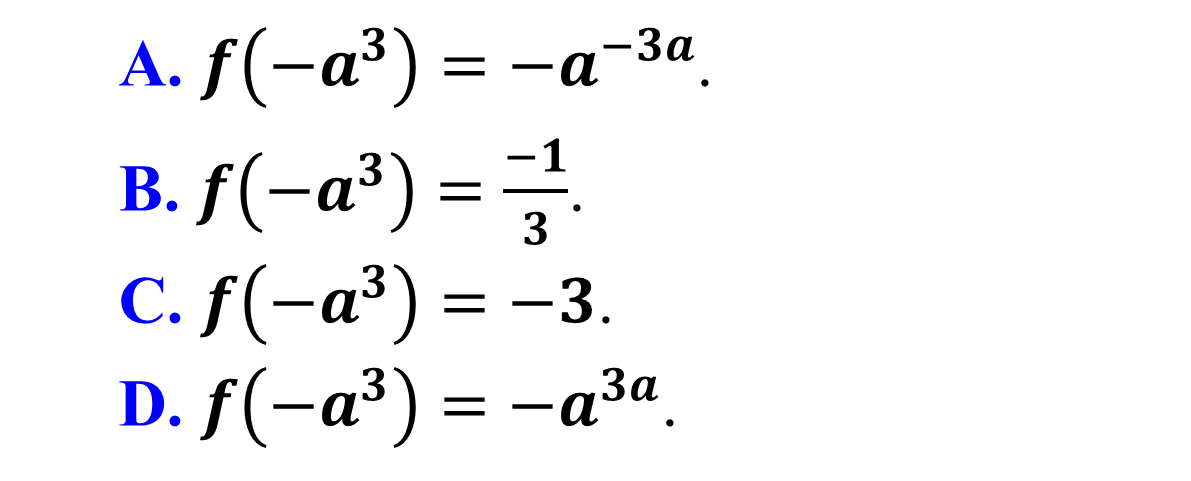 A. f(−a³) = −a⁻³ᵃ.
B. f(−a³) = −1/3.
C. f(−a³) = −3.
D. f(−a³) = −a³ᵃ.